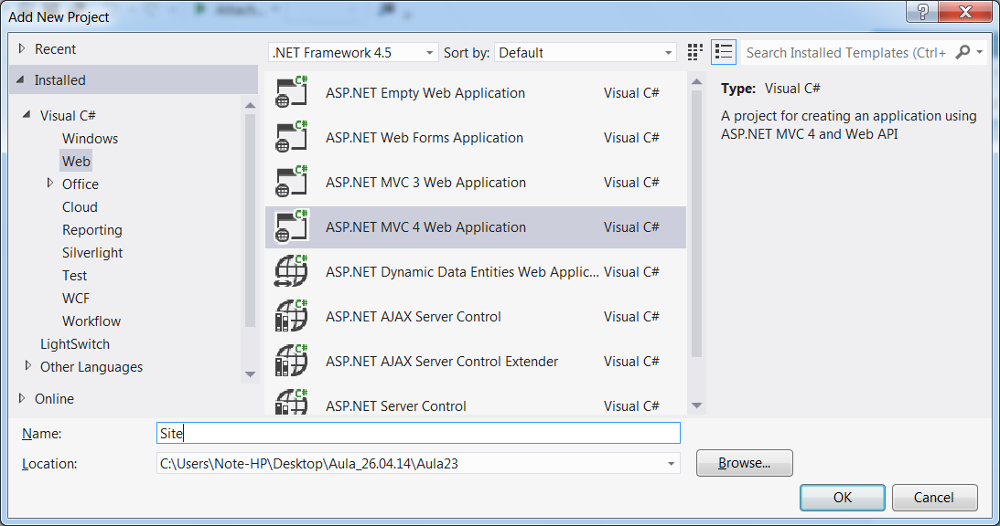 Attach...
Add New Project
Recent
Installed
Visual C#
Windows
Web
Office
Cloud
Reporting
Silverlight
Test
WCF
Workflow
LightSwitch
Other Languages
Online
.NET Framework 4.5 Sort by: Default
ASP.NET Empty Web Application Visual C#
ASP.NET Web Forms Application Visual C#
ASP.NET MVC 3 Web Application Visual C#
ASP.NET MVC 4 Web Application Visual C#
ASP.NET Dynamic Data Entities Web Applic... Visual C#
ASP.NET AJAX Server Control Visual C#
ASP.NET AJAX Server Control Extender Visual C#
ASP.NET Server Control Visual C#
Search Installed Templates (Ctrl+
Type: Visual C#
A project for creating an application using
ASP.NET MVC 4 and Web API
Name: Site
Location: C:\Users\Note-HP\Desktop\Aula_26.04.14\Aula23
Browse...
OK Cancel